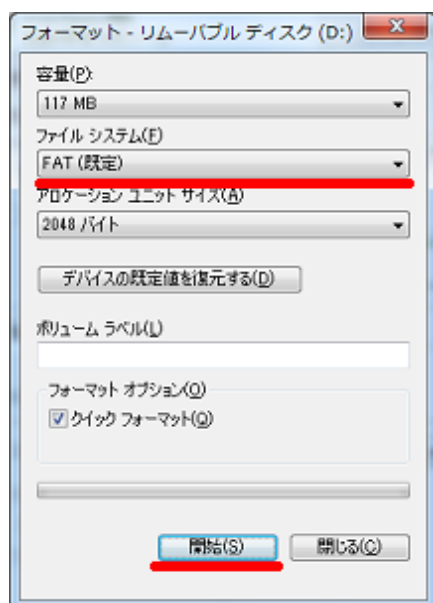 フォーマット - リムーバブル ディスク (D:)
容量(P):
117 MB
ファイル システム(F)
FAT (既定)
アロケーション ユニット サイズ(A)
2048 バイト
デバイスの既定値を復元する(D)
ボリューム ラベル(L)
フォーマット オプション(O)
クイック フォーマット(Q)
開始(S)
閉じる(C)